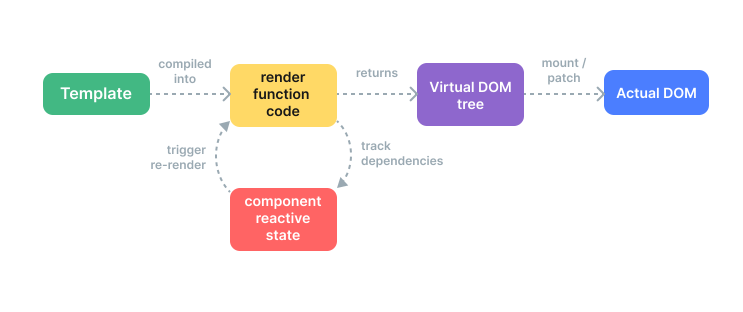 Template
compiled
into
render
function
code
returns
Virtual DOM
tree
mount /
patch
Actual DOM
trigger
re-render
track
dependencies
component
reactive
state